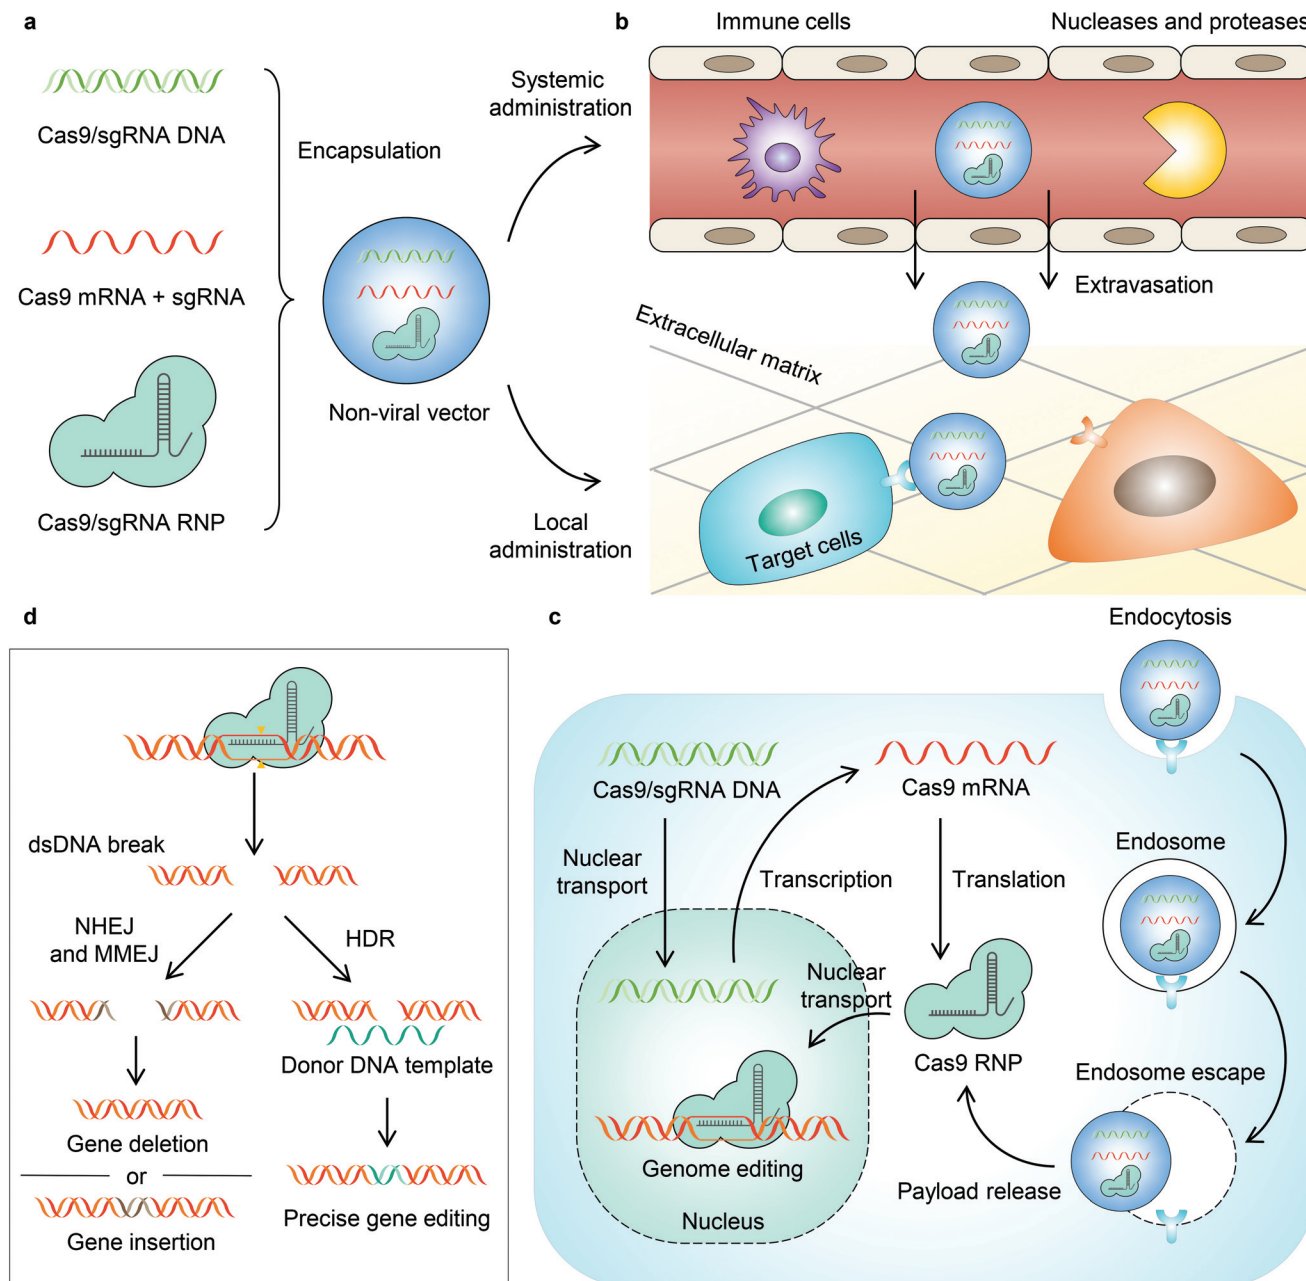 a
Cas9/sgRNA DNA
Cas9 mRNA + sgRNA
Cas9/sgRNA RNP
Encapsulation
Non-viral vector
Systemic
administration
Local
administration
b
Immune cells
Nucleases and proteases
Extravasation
Extracellular matrix
Target cells
d
dsDNA break
NHEJ
and MMEJ
HDR
Donor DNA template
Gene deletion
or
Gene insertion
Precise gene editing
c
Endocytosis
Cas9/sgRNA DNA
Cas9 mRNA
Nuclear
transport
Transcription
Translation
Endosome
Nuclear
transport
Cas9 RNP
Endosome escape
Genome editing
Payload release
Nucleus